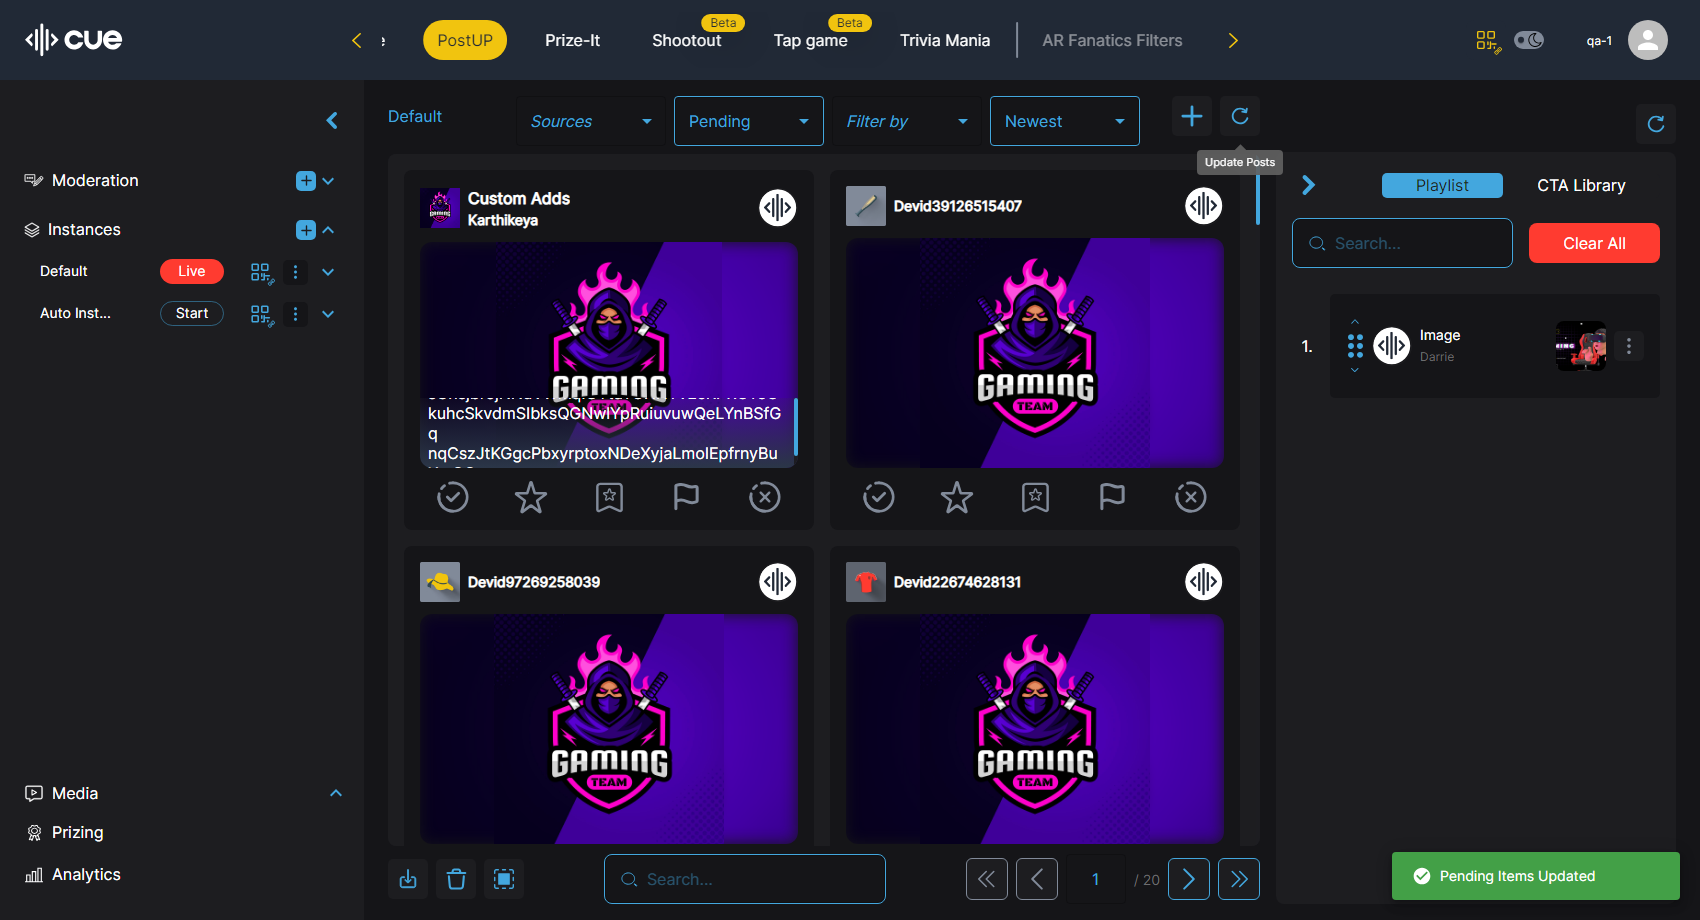 cue
PostUP
Prize-It
Beta
Shootout
Beta
Tap game
Trivia Mania
AR Fanatics Filters
qa-1
Moderation
Instances
Default
Live
Auto Inst...
Start
Media
Prizing
Analytics
Default
Sources
Pending
Filter by
Newest
Update Posts
Custom Adds
Karthikeya
GAMING
TEAM
kuhcSkvdmSIbksQGNwIYpRuiuvuwQeLYnBSfG
q
nqCszJtKGgcPbxyrptoxNDeXyjaLmoIEpfrnyBu
Devid39126515407
GAMING
TEAM
Devid97269258039
GAMING
TEAM
Devid22674628131
GAMING
TEAM
Search...
1
/ 20
Playlist
CTA Library
Search...
Clear All
1.
Image
Darrie
Pending Items Updated